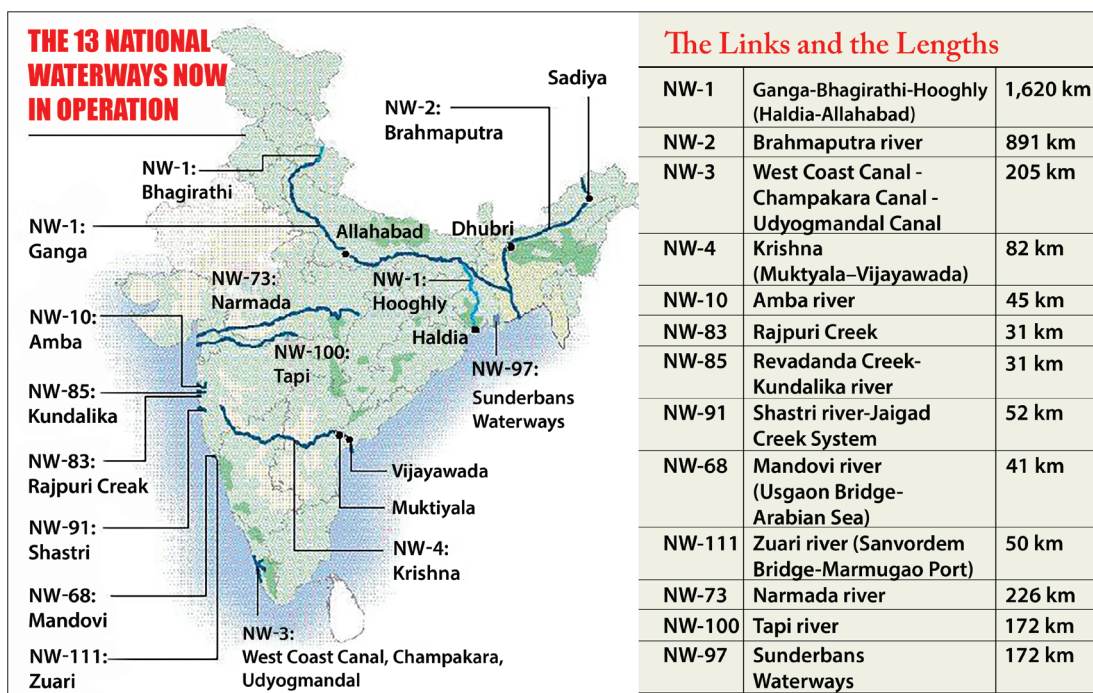 THE 13 NATIONAL
WATERWAYS NOW
IN OPERATION
Sadiya
NW-2:
Brahmaputra
NW-1:
Bhagirathi
NW-1:
Ganga
Allahabad
Dhubri
NW-73:
Narmada
NW-1:
Hooghly
NW-10:
Amba
Haldia
NW-100:
Tapi
NW-97:
Sunderbans
Waterways
NW-85:
Kundalika
NW-83:
Rajpuri Creak
Vijayawada
Muktiyala
NW-91:
Shastri
NW-4:
Krishna
NW-68:
Mandovi
NW-3:
West Coast Canal, Champakara,
Udyogmandal
NW-111:
Zuari
The Links and the Lengths
NW-1 Ganga-Bhagirathi-Hooghly 1,620 km
(Haldia-Allahabad)
NW-2 Brahmaputra river 891 km
NW-3 West Coast Canal - 205 km
Champakara Canal -
Udyogmandal Canal
NW-4 Krishna 82 km
(Muktyala–Vijayawada)
NW-10 Amba river 45 km
NW-83 Rajpuri Creek 31 km
NW-85 Revadanda Creek- 31 km
Kundalika river
NW-91 Shastri river-Jaigad 52 km
Creek System
NW-68 Mandovi river 41 km
(Usgaon Bridge-
Arabian Sea)
NW-111 Zuari river (Sanvordem 50 km
Bridge-Marmugao Port)
NW-73 Narmada river 226 km
NW-100 Tapi river 172 km
NW-97 Sunderbans 172 km
Waterways